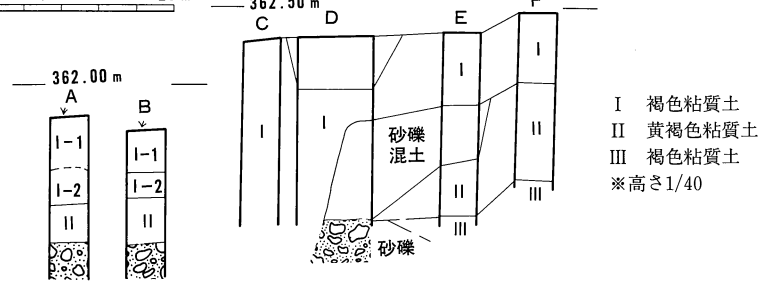 362.50 m
C D E F
I I I I
砂礫
混土
II II
III III
砂礫
362.00 m
A B
I-1 I-1
I-2 I-2
II II
I 褐色粘質土
II 黄褐色粘質土
III 褐色粘質土
※高さ1/40